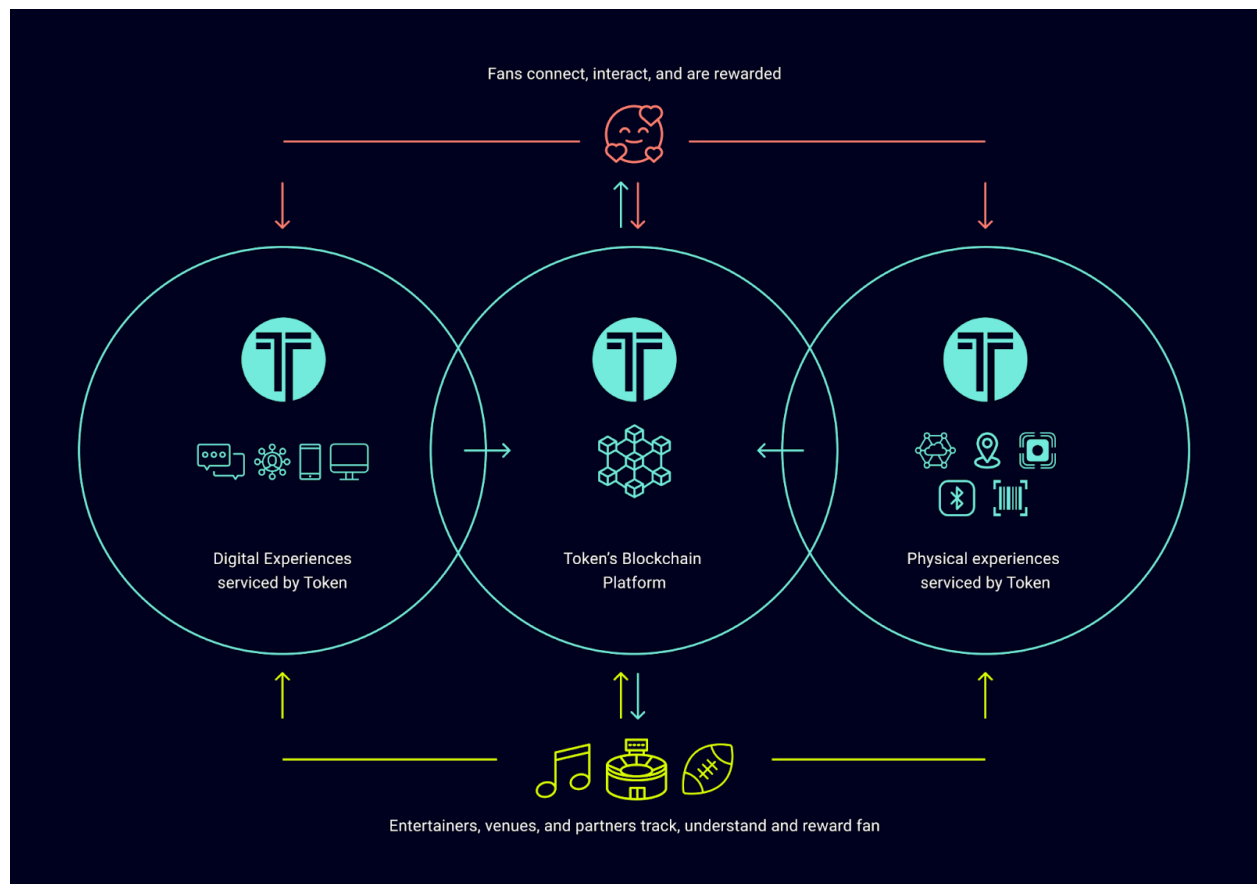 Fans connect, interact, and are rewarded
Digital Experiences
serviced by Token
Token's Blockchain
Platform
Physical experiences
serviced by Token
Entertainers, venues, and partners track, understand and reward fan